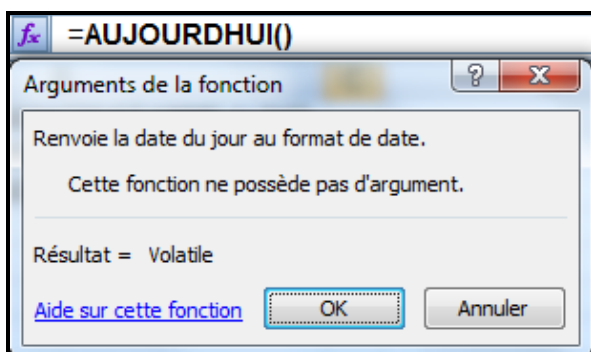 fx =AUJOURDHUI()
Arguments de la fonction ? X
Renvoie la date du jour au format de date.
Cette fonction ne possède pas d'argument.
Résultat = Volatile
Aide sur cette fonction OK Annuler